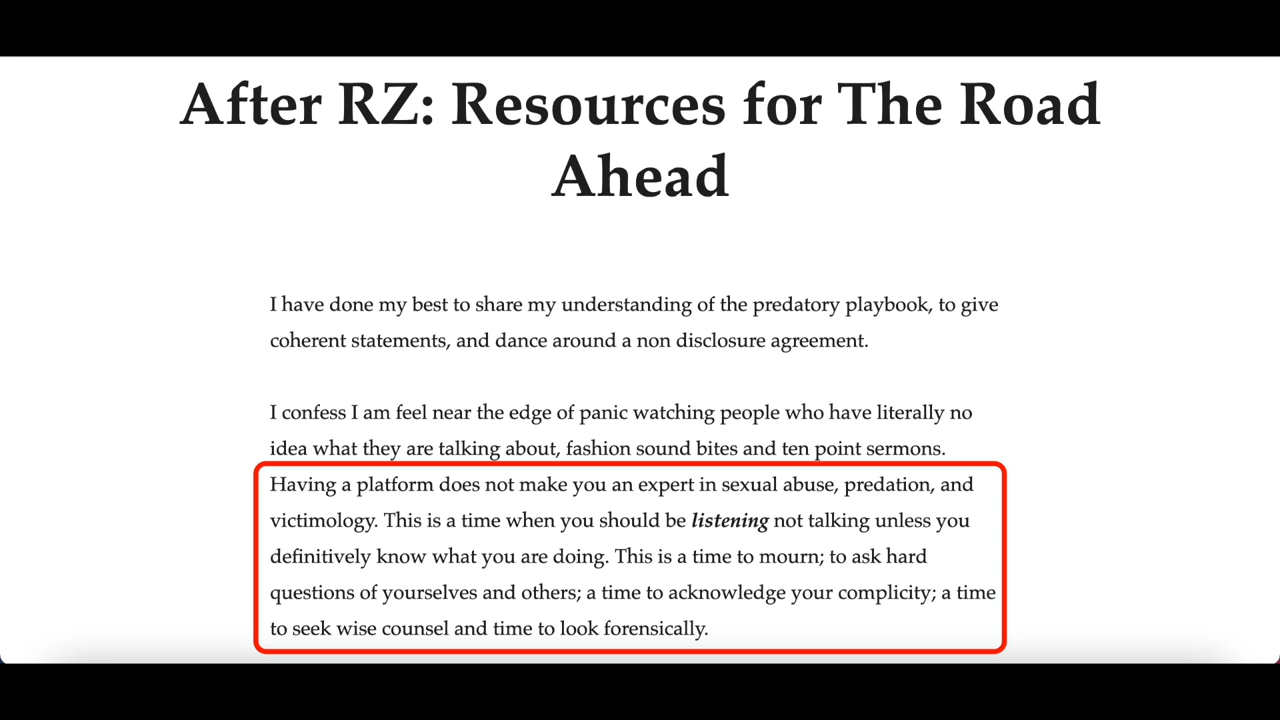 After RZ: Resources for The Road
Ahead
I have done my best to share my understanding of the predatory playbook, to give
coherent statements, and dance around a non disclosure agreement.
I confess I am feel near the edge of panic watching people who have literally no
idea what they are talking about, fashion sound bites and ten point sermons.
Having a platform does not make you an expert in sexual abuse, predation, and
victimology. This is a time when you should be listening not talking unless you
definitively know what you are doing. This is a time to mourn; to ask hard
questions of yourselves and others; a time to acknowledge your complicity; a time
to seek wise counsel and time to look forensically.